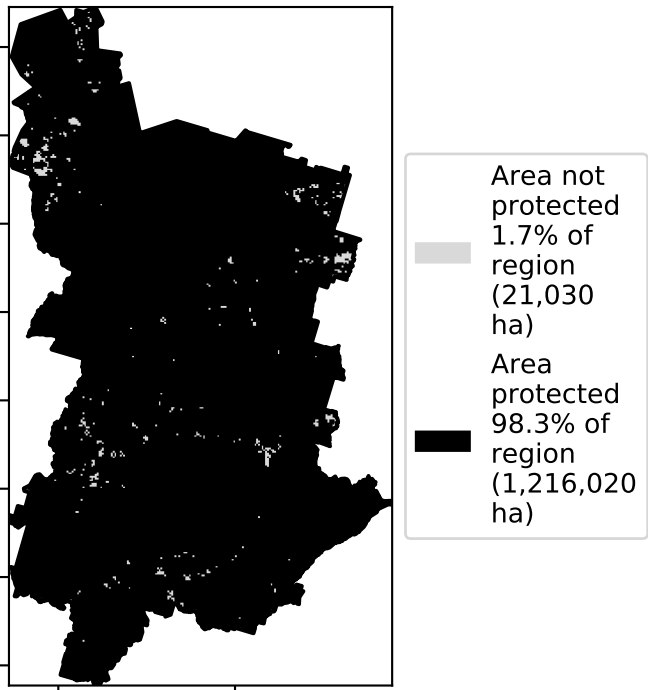 Area not
protected
1.7% of
region
(21,030
ha)
Area
protected
98.3% of
region
(1,216,020
ha)